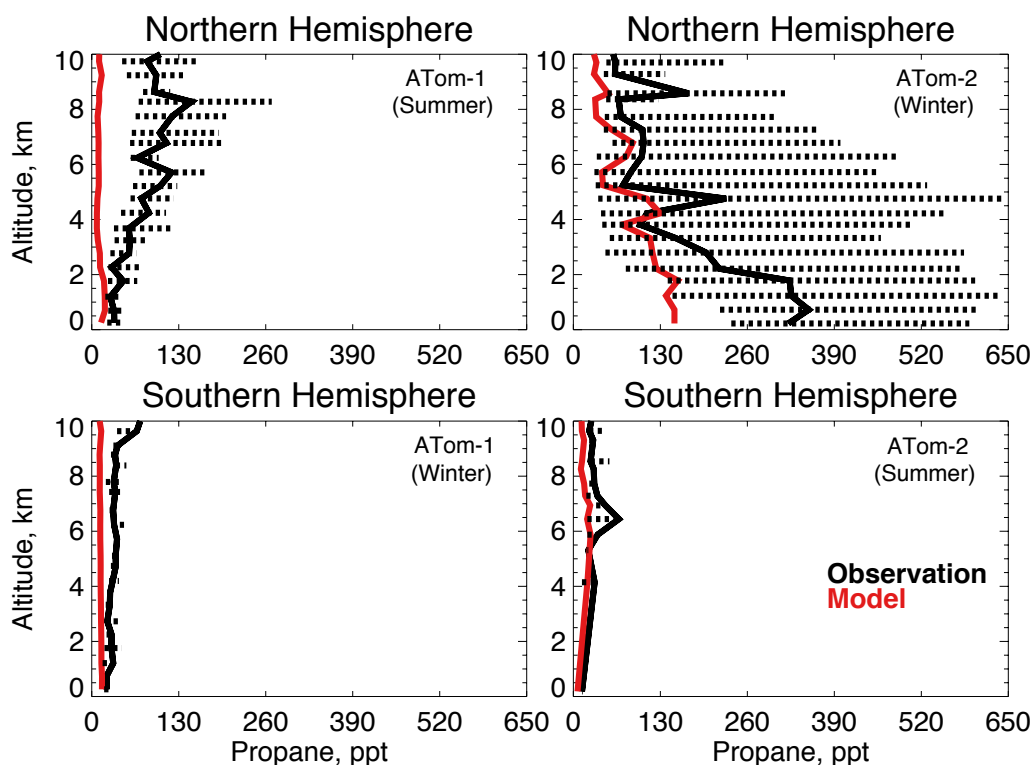 Northern Hemisphere
Northern Hemisphere
10
8
6
4
2
0
Altitude, km
ATom-1
(Summer)
0 130 260 390 520 650
10
8
6
4
2
0
ATom-2
(Winter)
0 130 260 390 520 650
Southern Hemisphere
Southern Hemisphere
10
8
6
4
2
0
Altitude, km
ATom-1
(Winter)
0 130 260 390 520 650
Propane, ppt
10
8
6
4
2
0
ATom-2
(Summer)
Observation
Model
0 130 260 390 520 650
Propane, ppt